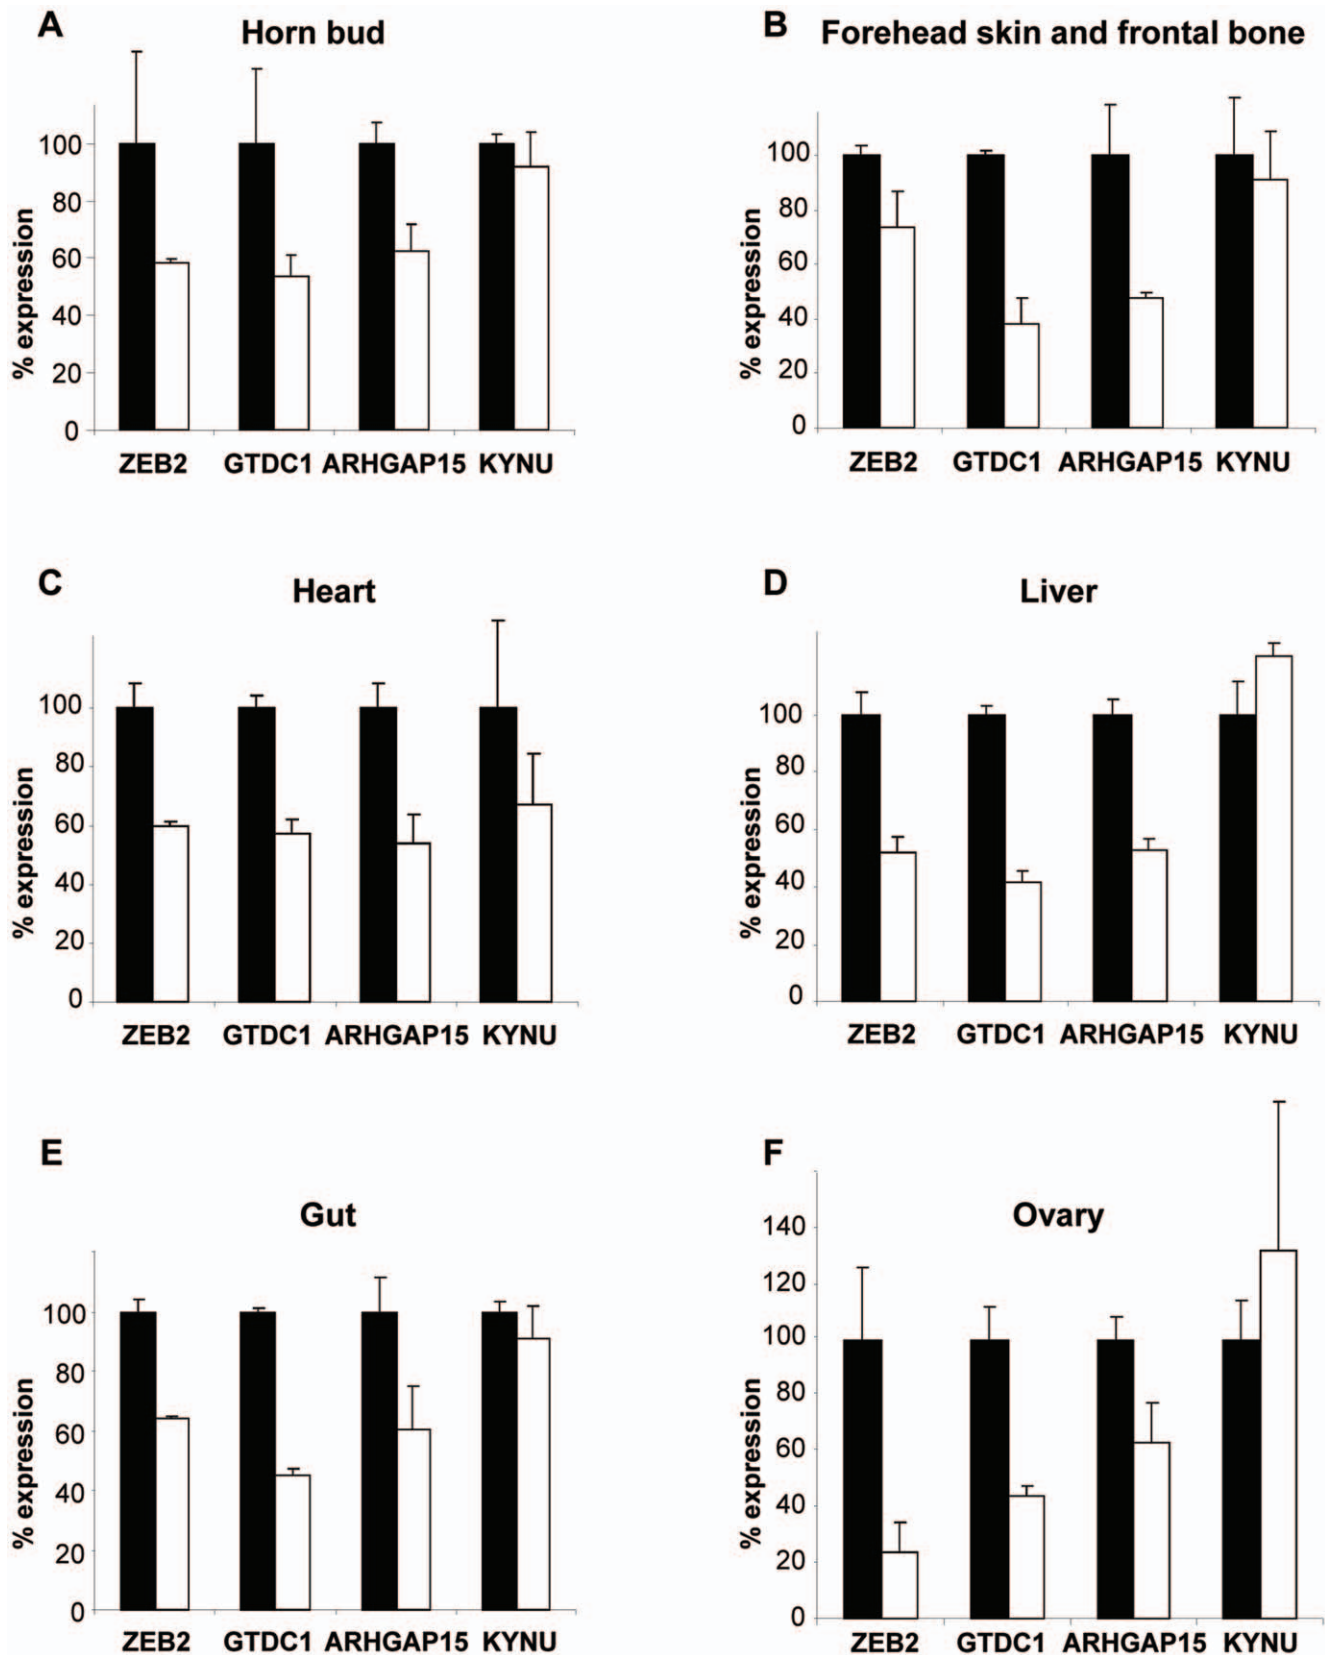 A
Horn bud
% expression
100
80
60
40
20
0
ZEB2 GTDC1 ARHGAP15 KYNU
B
Forehead skin and frontal bone
% expression
100
80
60
40
20
0
ZEB2 GTDC1 ARHGAP15 KYNU
C
Heart
% expression
100
80
60
40
20
0
ZEB2 GTDC1 ARHGAP15 KYNU
D
Liver
% expression
100
80
60
40
20
0
ZEB2 GTDC1 ARHGAP15 KYNU
E
Gut
% expression
100
80
60
40
20
0
ZEB2 GTDC1 ARHGAP15 KYNU
F
Ovary
% expression
140
120
100
80
60
40
20
0
ZEB2 GTDC1 ARHGAP15 KYNU